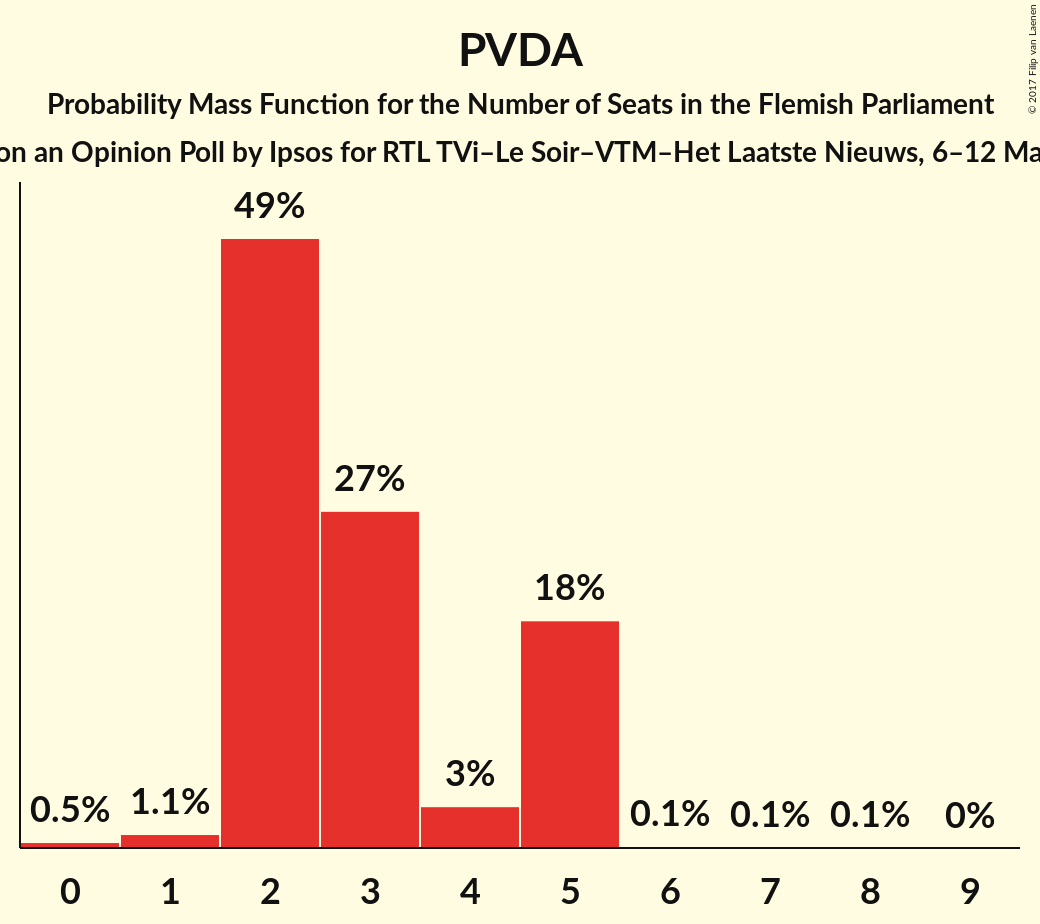 PVDA
Probability Mass Function for the Number of Seats in the Flemish Parliament
on an Opinion Poll by Ipsos for RTL TVi–Le Soir–VTM–Het Laatste Nieuws, 6–12 Ma
© 2017 Filip van Laenen
49%
27%
18%
3%
0.5% 1.1% 0.1% 0.1% 0.1% 0%
0 1 2 3 4 5 6 7 8 9